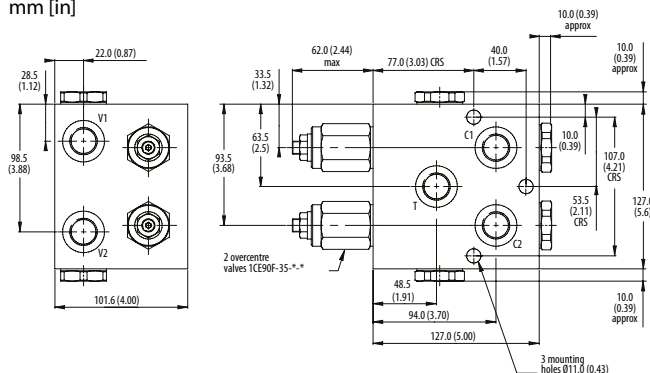 mm [in]
22.0 (0.87)
28.5
(1.12)
V1
98.5
(3.88)
V2
101.6 (4.00)
62.0 (2.44)
max
77.0 (3.03) CRS
40.0
(1.57)
10.0 (0.39)
approx
10.0
(0.39)
approx
33.5
(1.32)
63.5
(2.5)
93.5
(3.68)
C1
T
C2
10.0
(0.39)
107.0
(4.21)
CRS
53.5
(2.11)
CRS
127.0
(5.6)
2 overcentre
valves 1CE90F-35-*-*
48.5
(1.91)
94.0 (3.70)
127.0 (5.00)
10.0
(0.39)
approx
3 mounting
holes Ø11.0 (0.43)